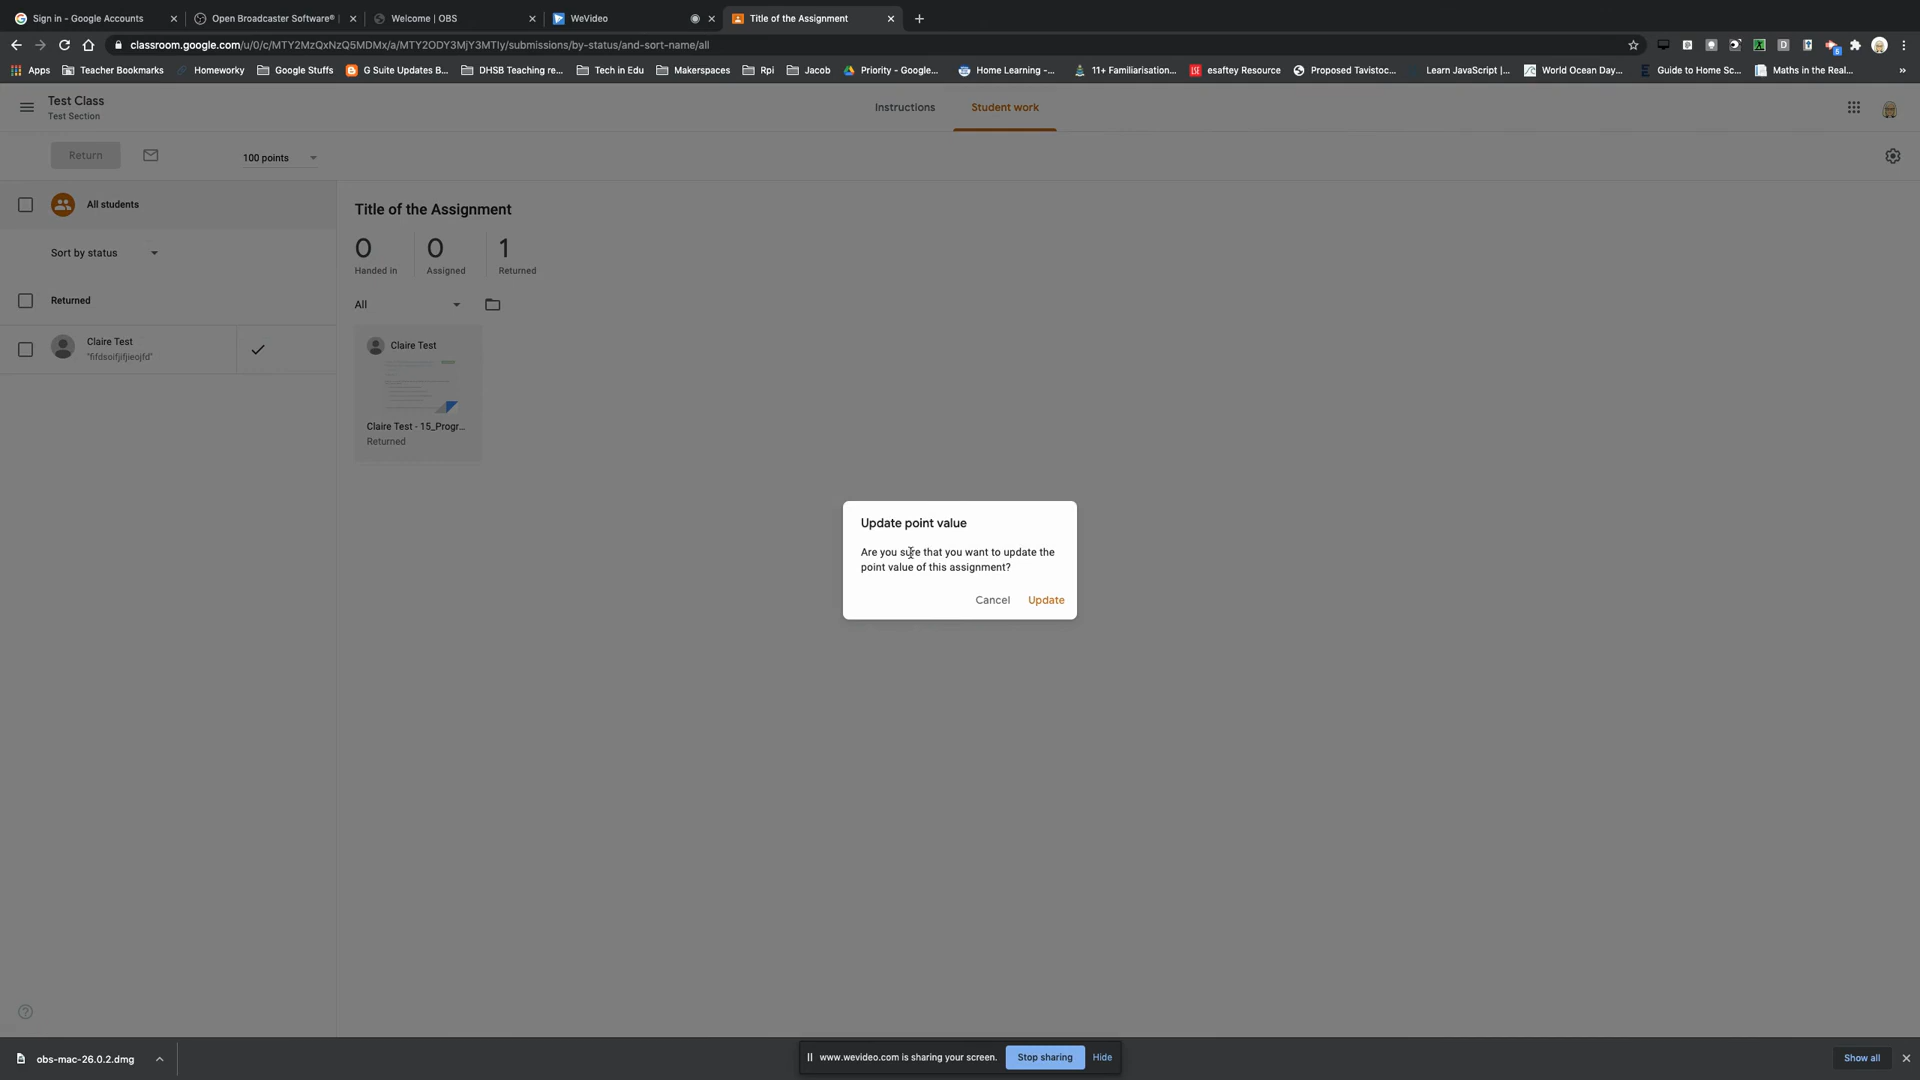 Sign in - Google Accounts
Open Broadcaster Software®
Welcome | OBS
WeVideo
Title of the Assignment
classroom.google.com/u/0/c/MTY2MzQxNzQ5MDMx/a/MTY2ODY3MjY3MTIy/submissions/by-status/and-sort-name/all
Apps
Teacher Bookmarks
Homeworky
Google Stuffs
G Suite Updates B...
DHSB Teaching re...
Tech in Edu
Makerspaces
Rpi
Jacob
Priority - Google...
Home Learning -...
11+ Familiarisation...
esaftey Resource
Proposed Tavistoc...
Learn JavaScript |...
World Ocean Day...
Guide to Home Sc...
Maths in the Real...
»
Test Class
Test Section
Instructions
Student work
Return
100 points
All students
Sort by status
Returned
Claire Test
"fifdsoifjifjieojfd"
Title of the Assignment
0
Handed in
0
Assigned
1
Returned
All
Claire Test
Claire Test - 15_Progr...
Returned
Update point value
Are you sure that you want to update the
point value of this assignment?
Cancel
Update
obs-mac-26.0.2.dmg
www.wevideo.com is sharing your screen.
Stop sharing
Hide
Show all